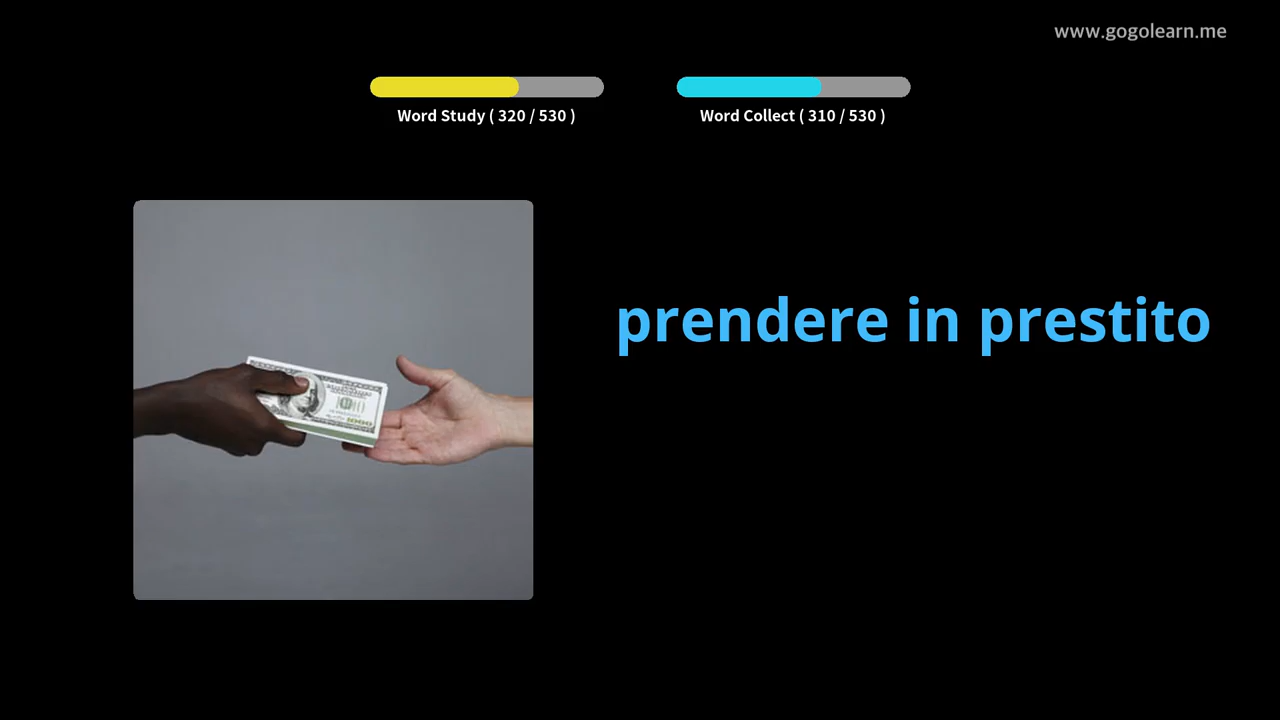 www.gogolearn.me
Word Study ( 320 / 530 )
Word Collect ( 310 / 530 )
prendere in prestito